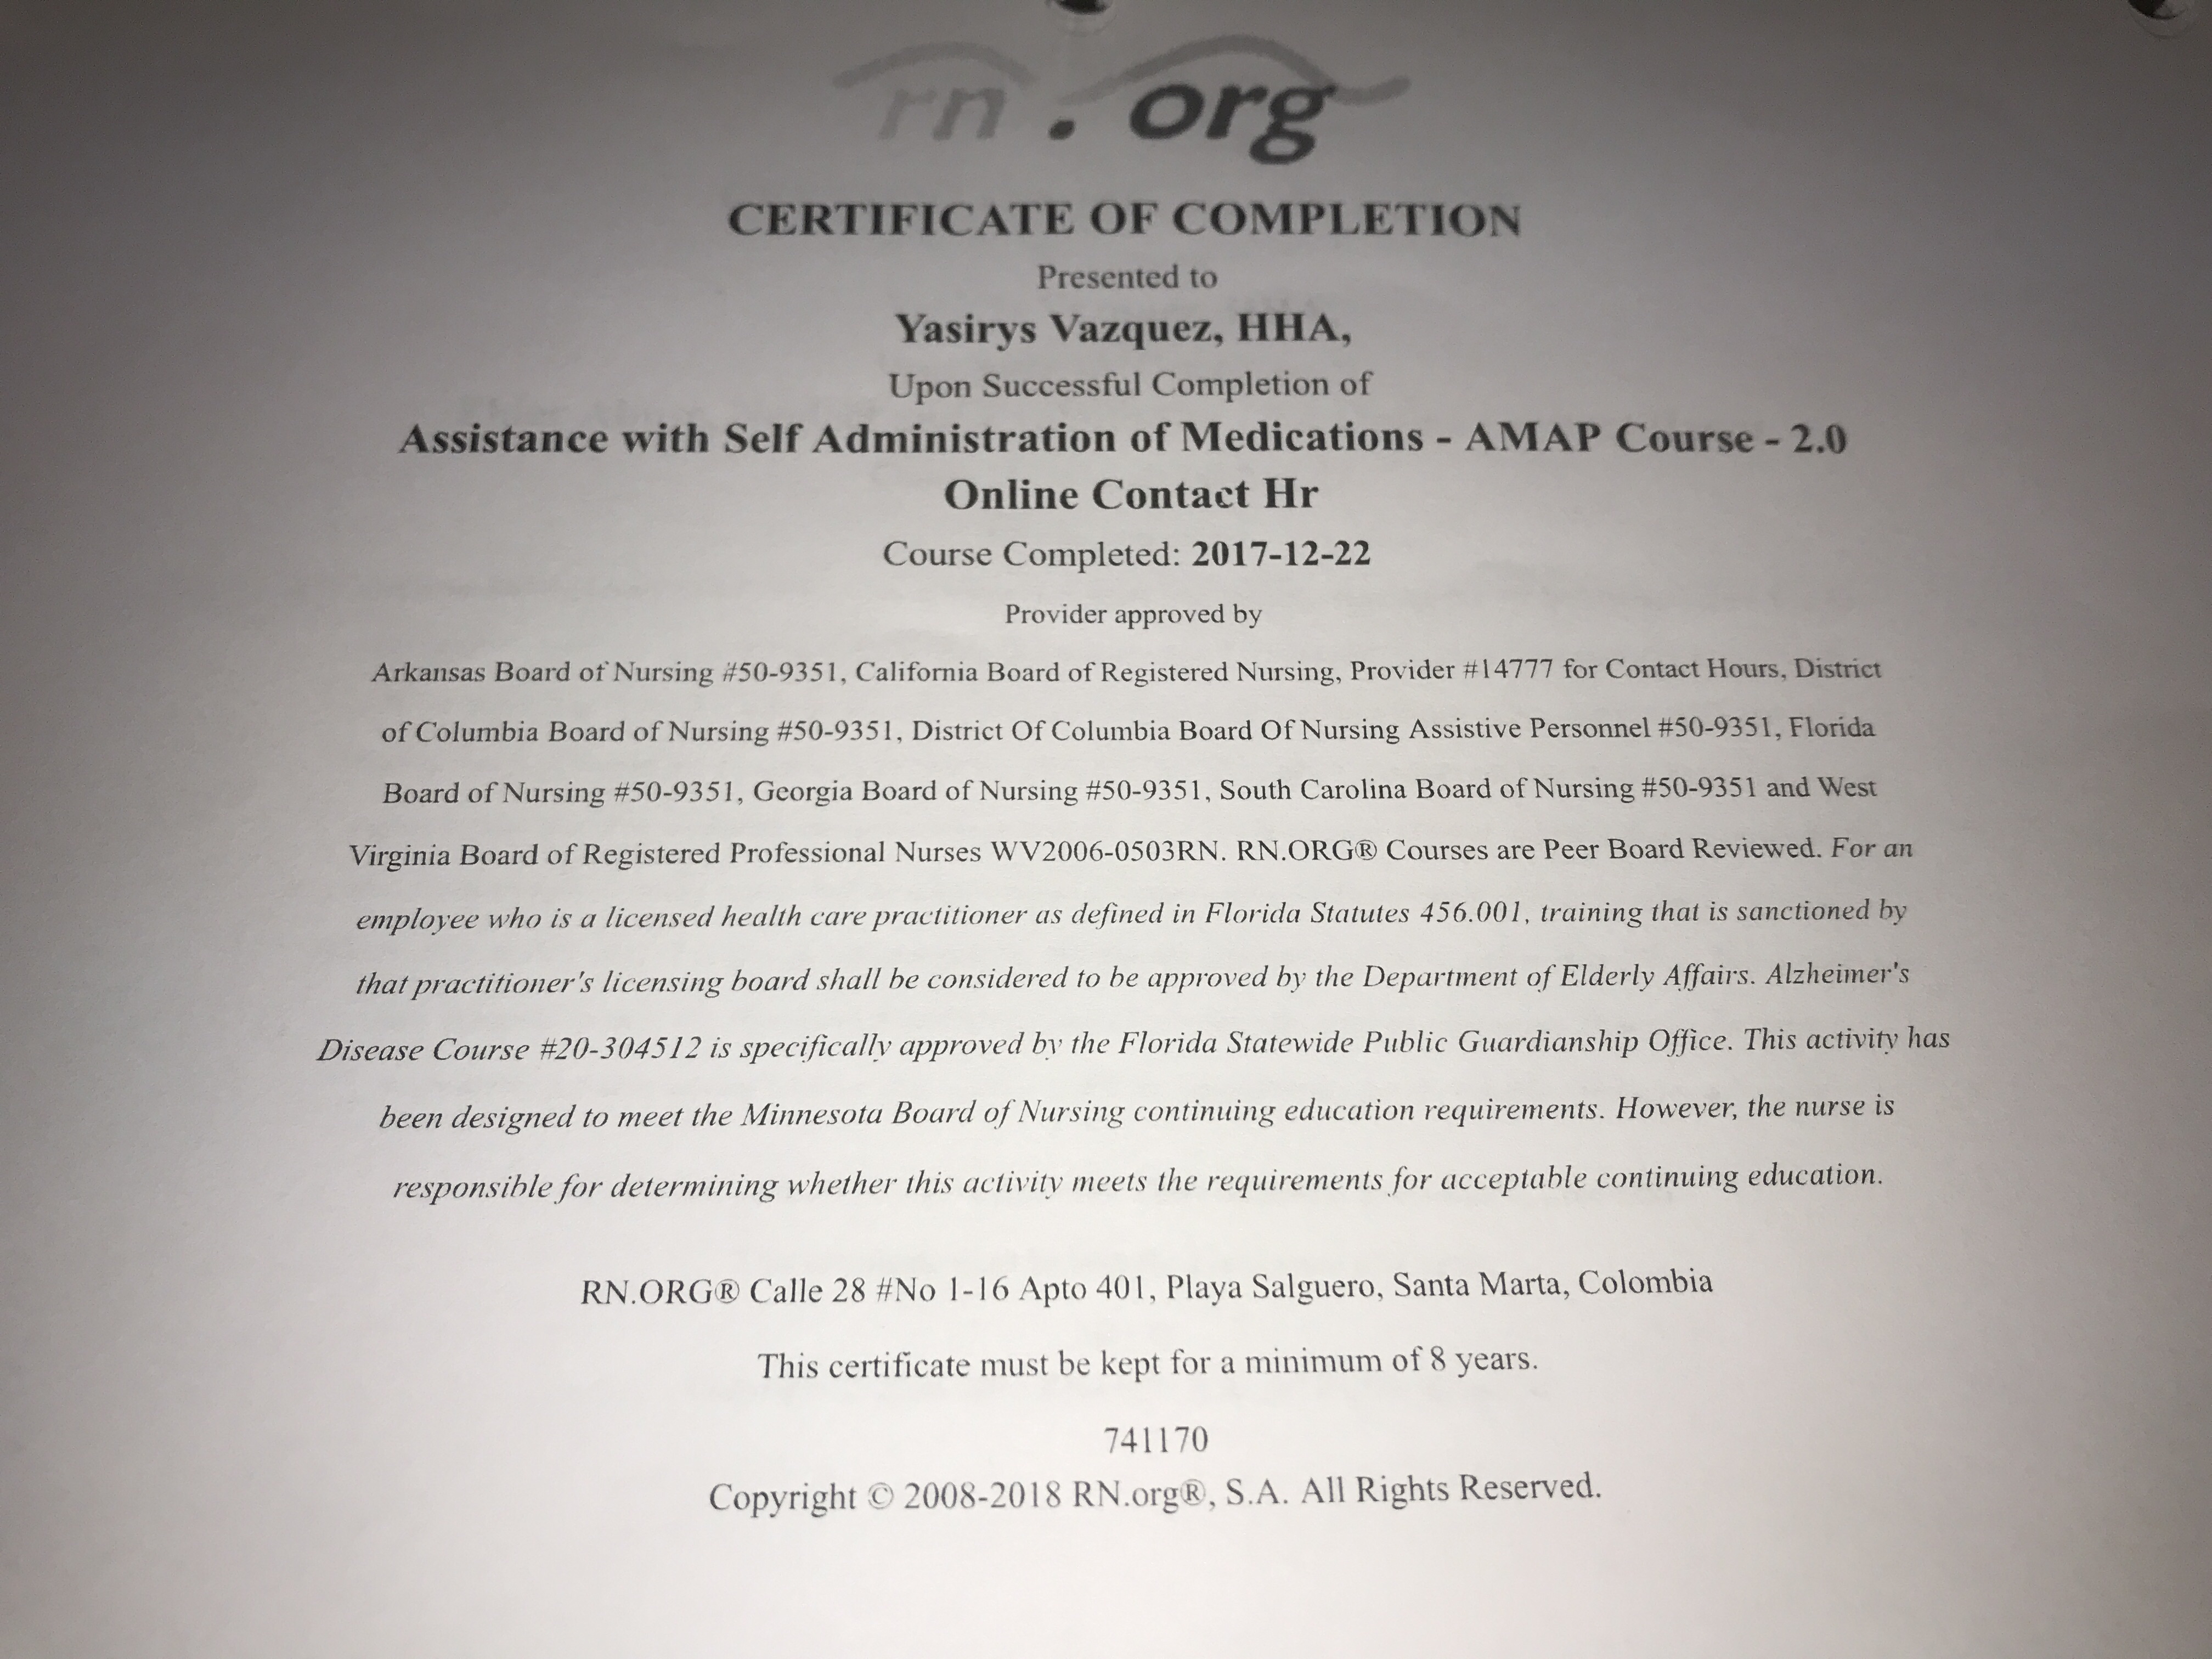 rn.org
CERTIFICATE OF COMPLETION
Presented to
Yasirys Vazquez, HHA,
Upon Successful Completion of
Assistance with Self Administration of Medications - AMAP Course - 2.0
Online Contact Hr
Course Completed: 2017-12-22
Provider approved by
Arkansas Board of Nursing #50-9351, California Board of Registered Nursing, Provider #14777 for Contact Hours, District
of Columbia Board of Nursing #50-9351, District Of Columbia Board Of Nursing Assistive Personnel #50-9351, Florida
Board of Nursing #50-9351, Georgia Board of Nursing #50-9351, South Carolina Board of Nursing #50-9351 and West
Virginia Board of Registered Professional Nurses WV2006-0503RN. RN.ORG® Courses are Peer Board Reviewed. For an
employee who is a licensed health care practitioner as defined in Florida Statutes 456.001, training that is sanctioned by
that practitioner's licensing board shall be considered to be approved by the Department of Elderly Affairs. Alzheimer's
Disease Course #20-304512 is specifically approved by the Florida Statewide Public Guardianship Office. This activity has
been designed to meet the Minnesota Board of Nursing continuing education requirements. However, the nurse is
responsible for determining whether this activity meets the requirements for acceptable continuing education.
RN.ORG® Calle 28 #No 1-16 Apto 401, Playa Salguero, Santa Marta, Colombia
This certificate must be kept for a minimum of 8 years.
741170
Copyright © 2008-2018 RN.org®, S.A. All Rights Reserved.